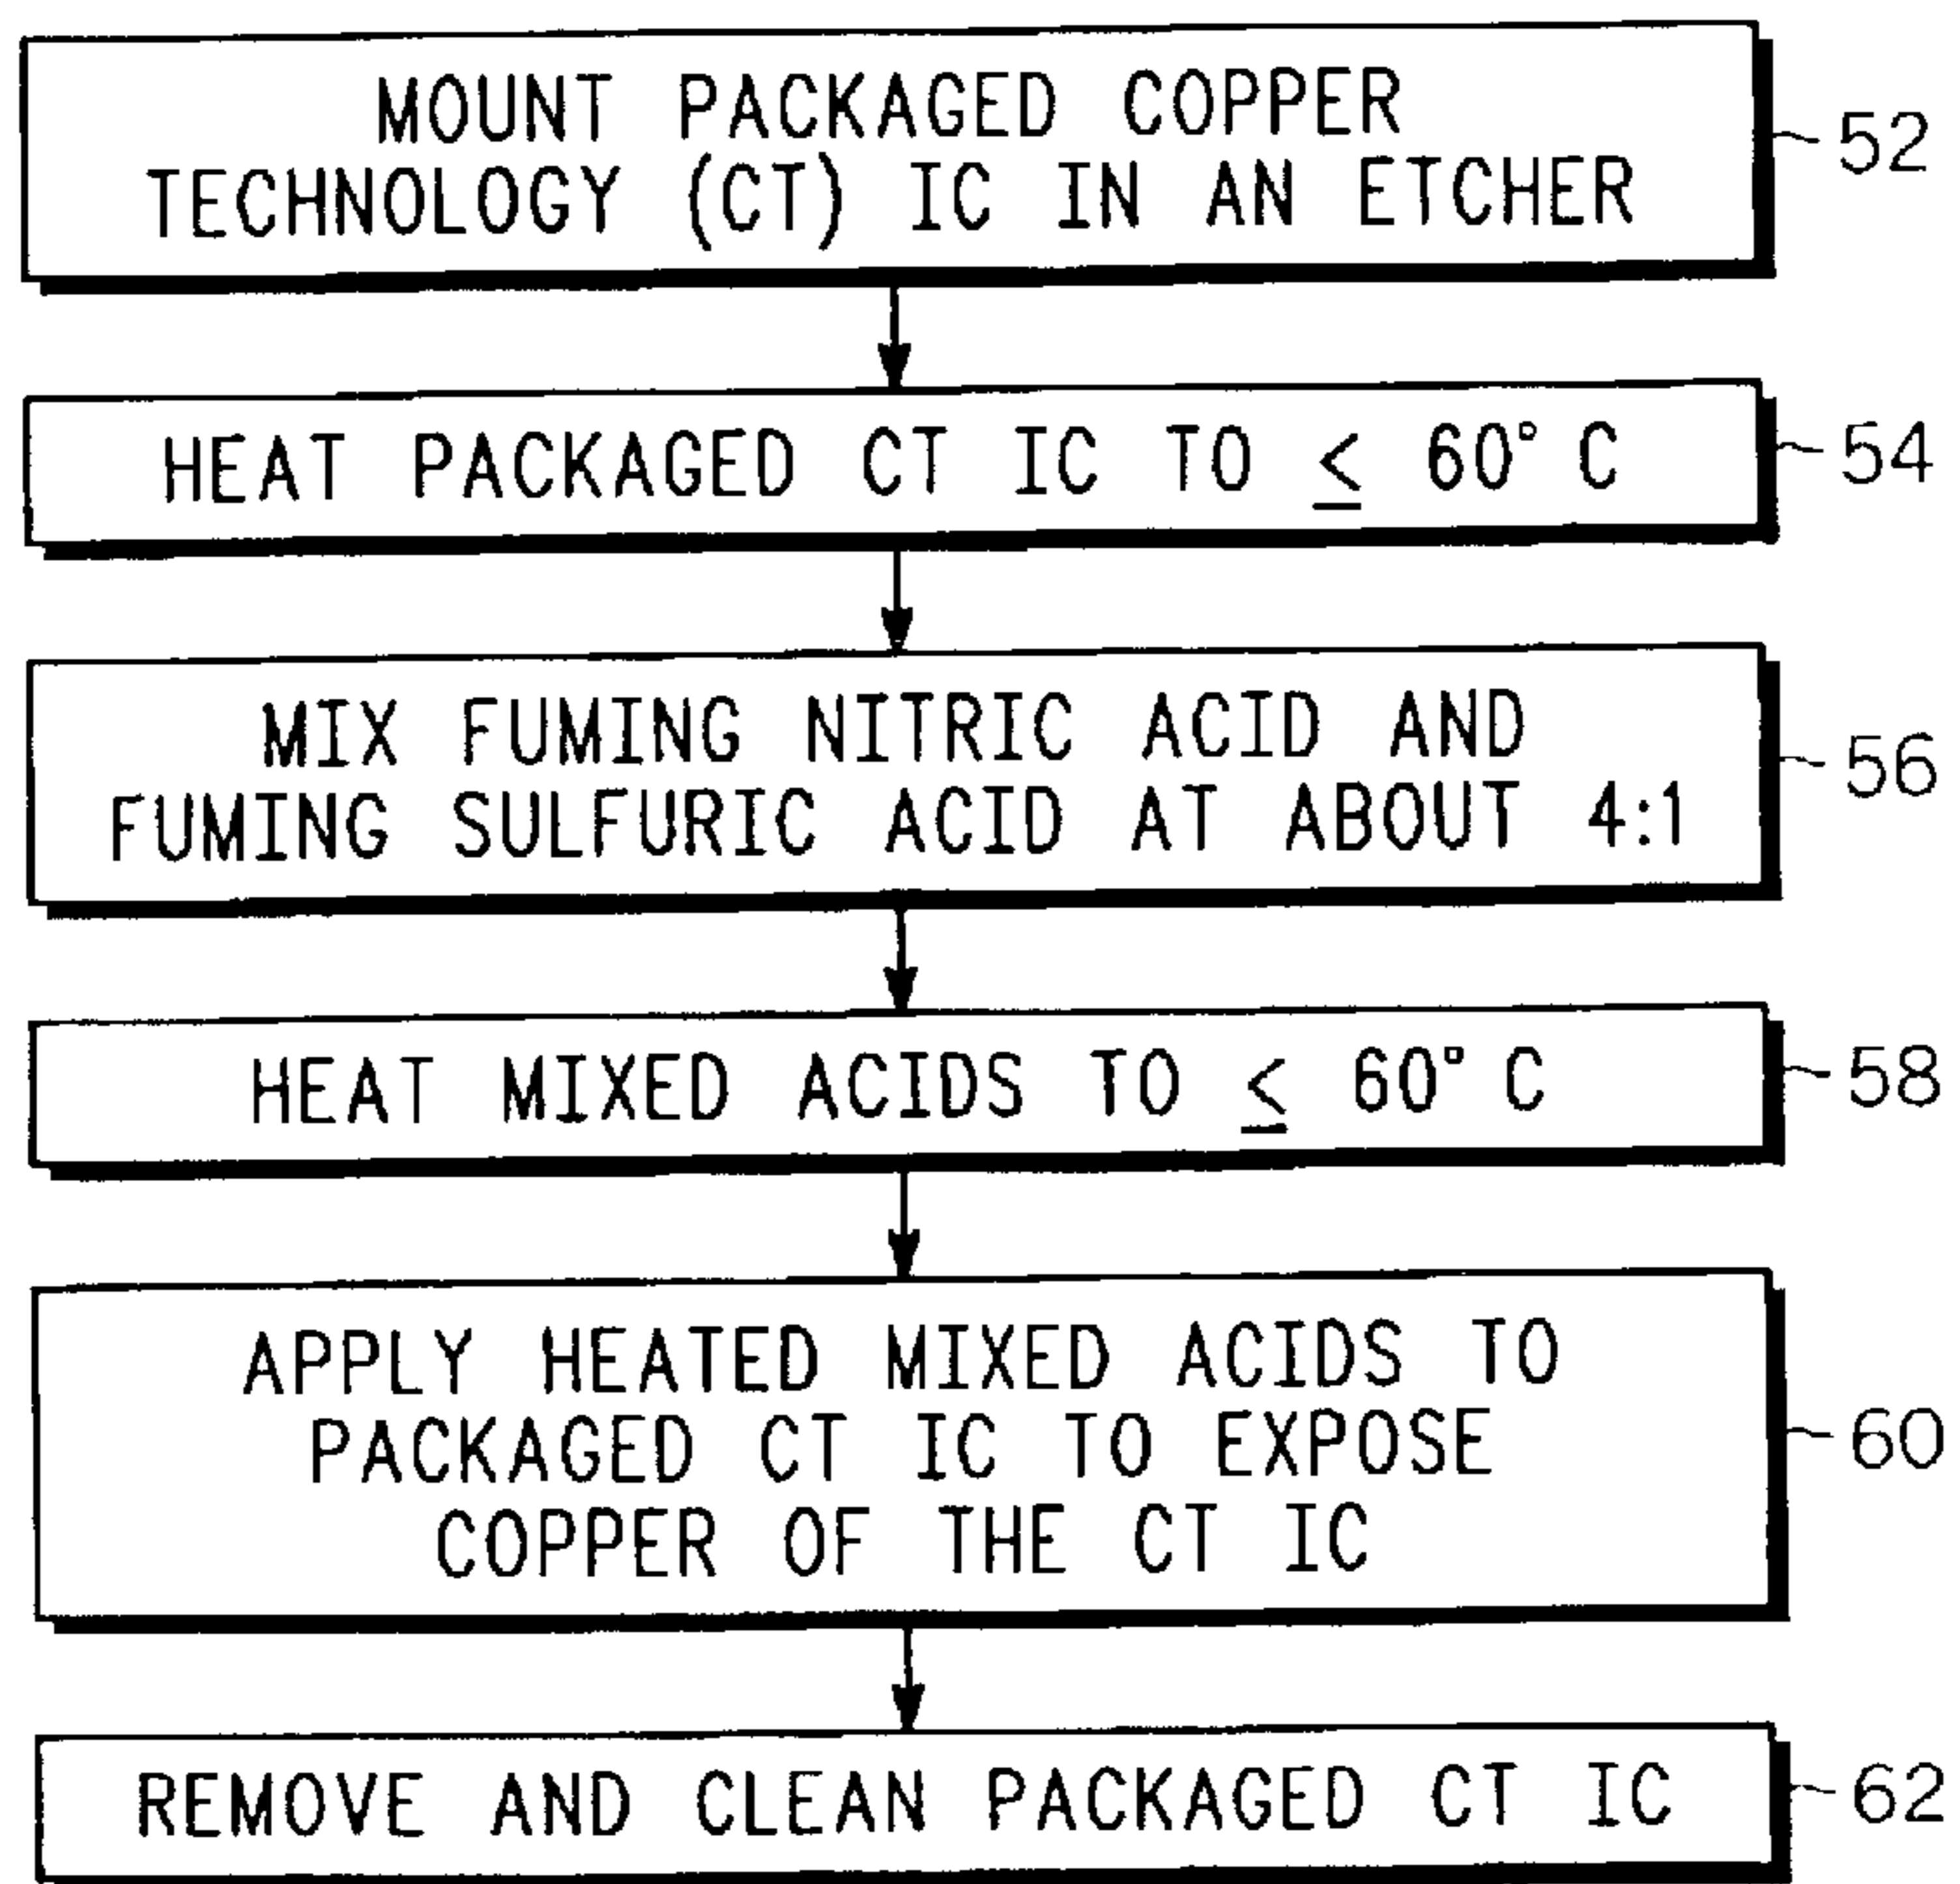 MOUNT PACKAGED COPPER
TECHNOLOGY (CT) IC IN AN ETCHER
52
HEAT PACKAGED CT IC TO ≤ 60° C
54
MIX FUMING NITRIC ACID AND
FUMING SULFURIC ACID AT ABOUT 4:1
56
HEAT MIXED ACIDS TO ≤ 60° C
58
APPLY HEATED MIXED ACIDS TO
PACKAGED CT IC TO EXPOSE
COPPER OF THE CT IC
60
REMOVE AND CLEAN PACKAGED CT IC
62